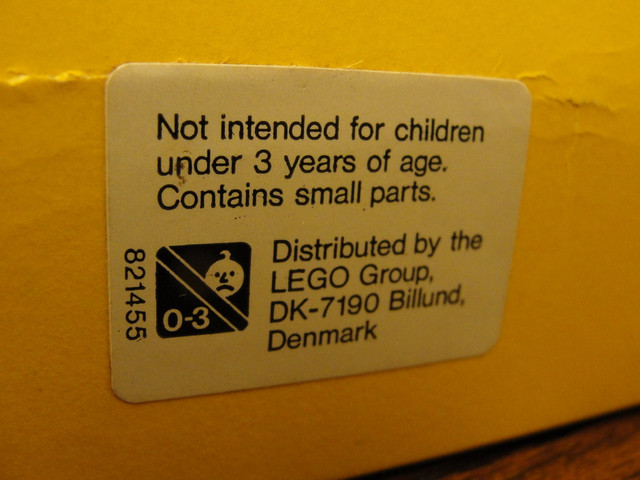 Not intended for children
under 3 years of age.
Contains small parts.
821455
0-3
Distributed by the
LEGO Group,
DK-7190 Billund,
Denmark